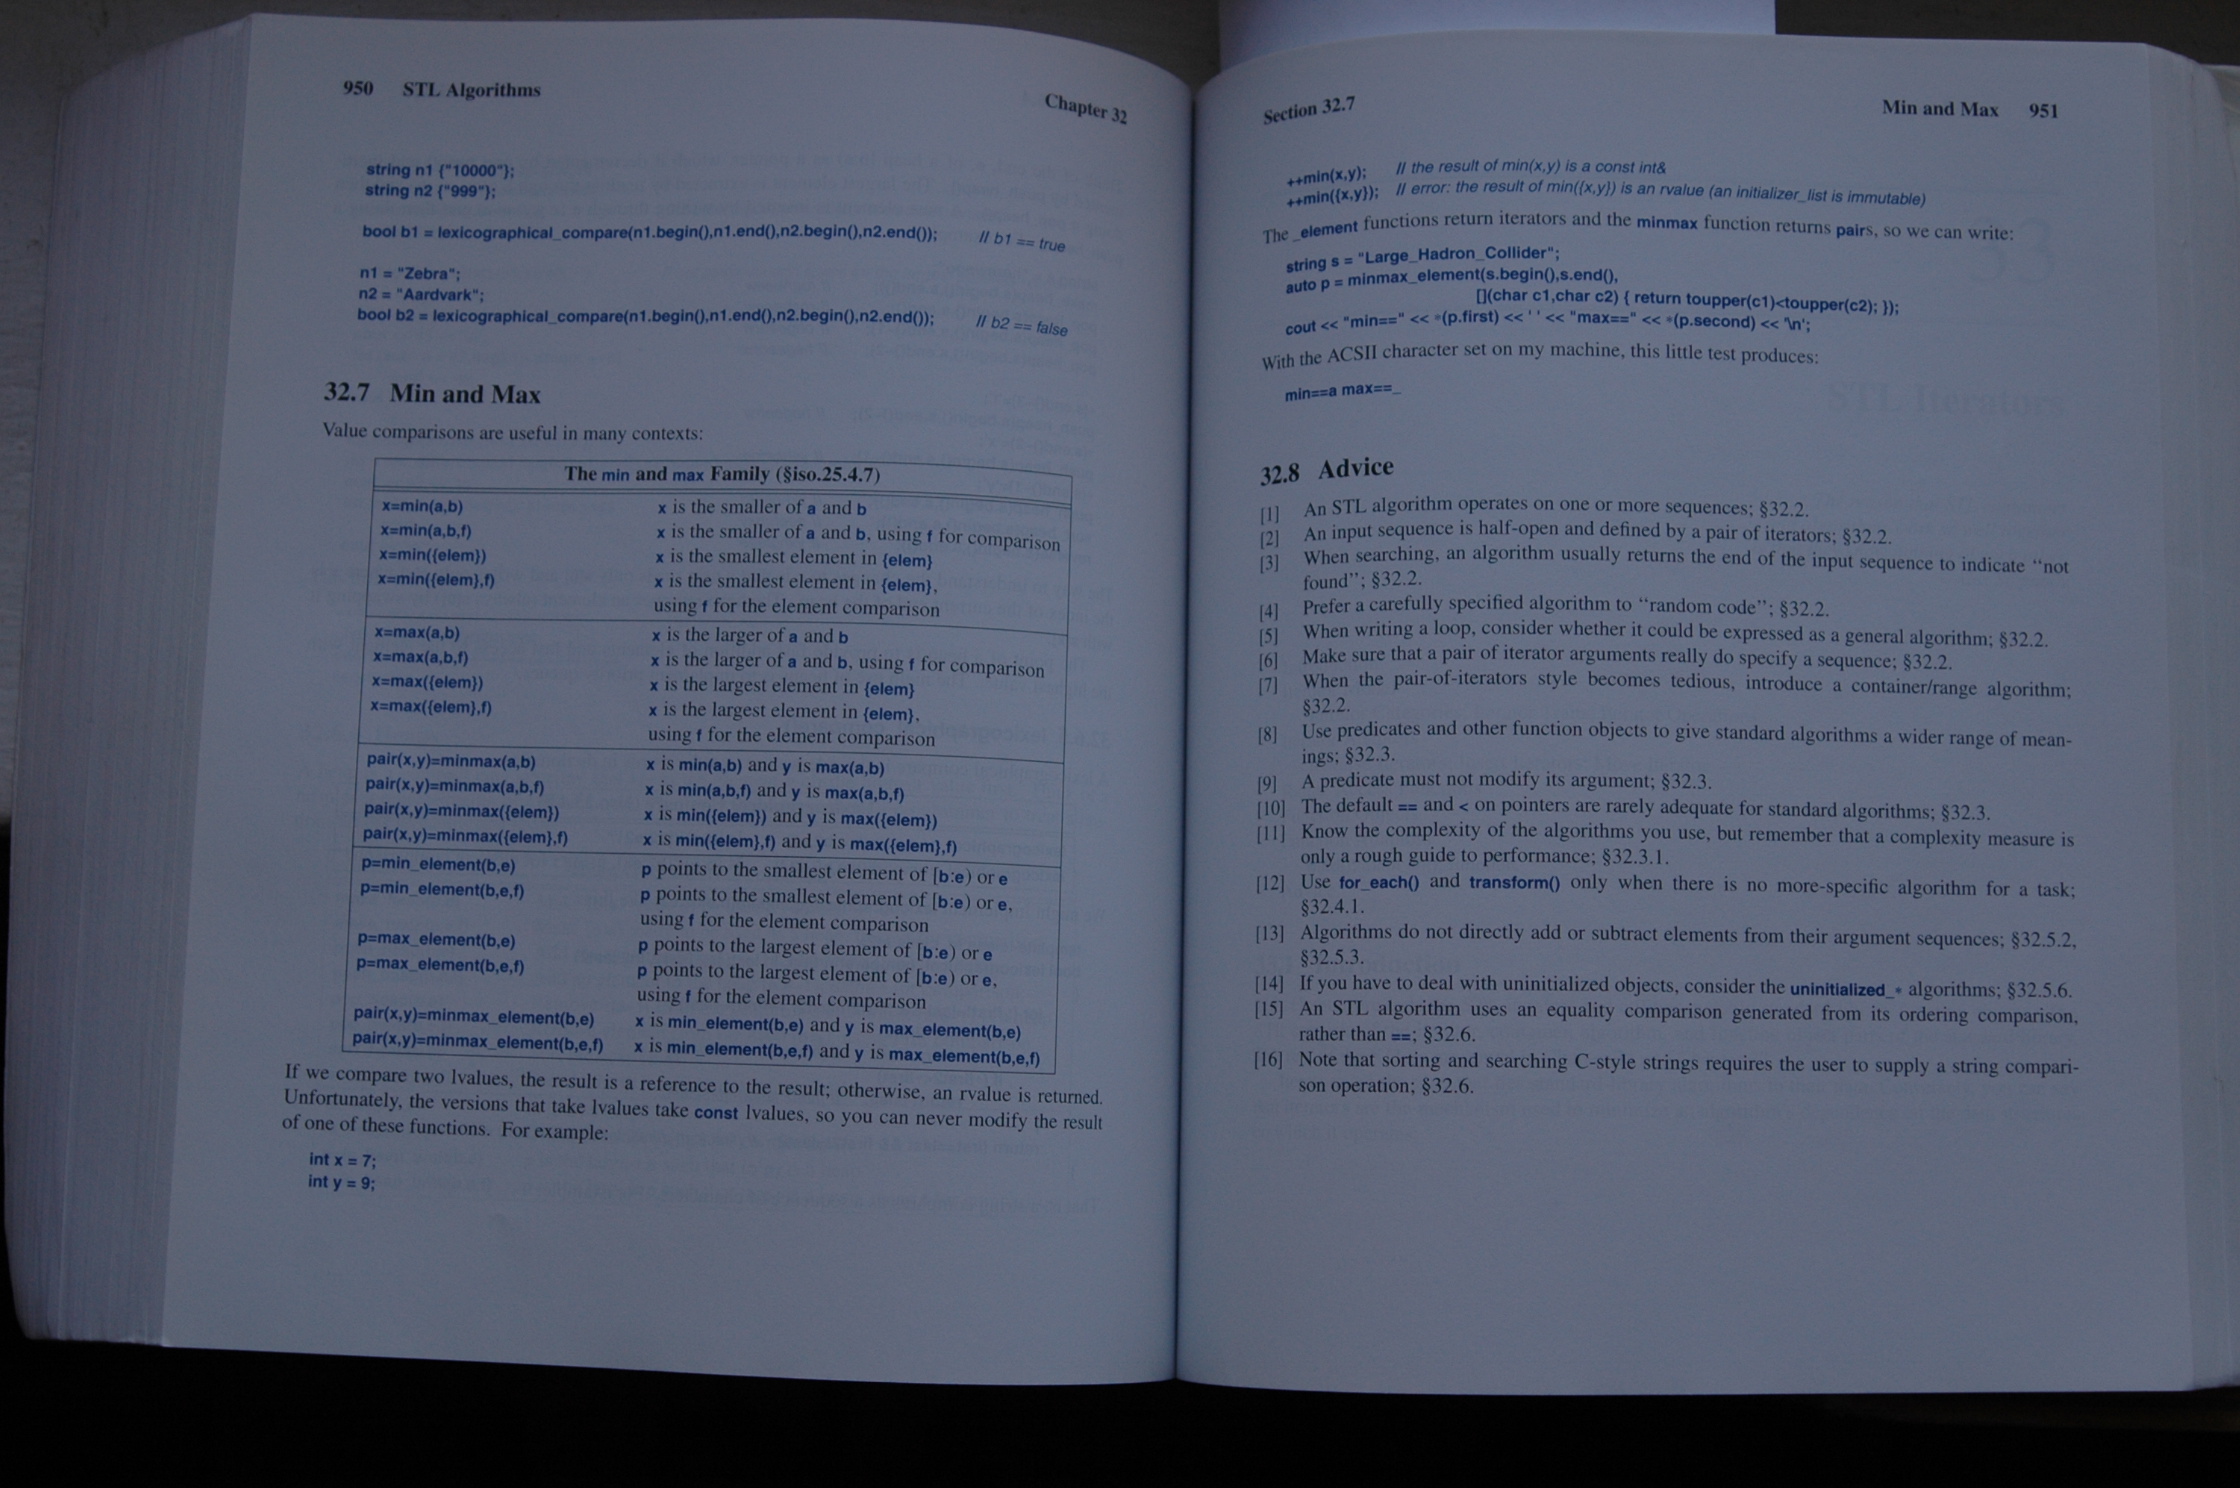 950 STL Algorithms Chapter 32
string n1 {"10000"};
string n2 {"999"};
bool b1 = lexicographical_compare(n1.begin(),n1.end(),n2.begin(),n2.end()); // b1 == true
n1 = "Zebra";
n2 = "Aardvark";
bool b2 = lexicographical_compare(n1.begin(),n1.end(),n2.begin(),n2.end()); // b2 == false
32.7 Min and Max
Value comparisons are useful in many contexts:
The min and max Family (§iso.25.4.7)
x=min(a,b) x is the smaller of a and b
x=min(a,b,f) x is the smaller of a and b, using f for comparison
x=min({elem}) x is the smallest element in {elem}
x=min({elem},f) x is the smallest element in {elem},
using f for the element comparison
x=max(a,b) x is the larger of a and b
x=max(a,b,f) x is the larger of a and b, using f for comparison
x=max({elem}) x is the largest element in {elem}
x=max({elem},f) x is the largest element in {elem},
using f for the element comparison
pair(x,y)=minmax(a,b) x is min(a,b) and y is max(a,b)
pair(x,y)=minmax(a,b,f) x is min(a,b,f) and y is max(a,b,f)
pair(x,y)=minmax({elem}) x is min({elem}) and y is max({elem})
pair(x,y)=minmax({elem},f) x is min({elem},f) and y is max({elem},f)
p=min_element(b,e) p points to the smallest element of [b:e) or e
p=min_element(b,e,f) p points to the smallest element of [b:e) or e,
using f for the element comparison
p=max_element(b,e) p points to the largest element of [b:e) or e
p=max_element(b,e,f) p points to the largest element of [b:e) or e,
using f for the element comparison
pair(x,y)=minmax_element(b,e) x is min_element(b,e) and y is max_element(b,e)
pair(x,y)=minmax_element(b,e,f) x is min_element(b,e,f) and y is max_element(b,e,f)
If we compare two lvalues, the result is a reference to the result; otherwise, an rvalue is returned.
Unfortunately, the versions that take lvalues take const lvalues, so you can never modify the result
of one of these functions. For example:
int x = 7;
int y = 9;
Section 32.7 Min and Max 951
++min(x,y); // the result of min(x,y) is a const int&
++min({x,y}); // error: the result of min({x,y}) is an rvalue (an initializer_list is immutable)
The _element functions return iterators and the minmax function returns pairs, so we can write:
string s = "Large_Hadron_Collider";
auto p = minmax_element(s.begin(),s.end(),
[](char c1,char c2) { return toupper(c1)<toupper(c2); });
cout << "min==" << *(p.first) << ' ' << "max==" << *(p.second) << '\n';
With the ACSII character set on my machine, this little test produces:
min==a max==_
32.8 Advice
[1] An STL algorithm operates on one or more sequences; §32.2.
[2] An input sequence is half-open and defined by a pair of iterators; §32.2.
[3] When searching, an algorithm usually returns the end of the input sequence to indicate ‘‘not
found’’; §32.2.
[4] Prefer a carefully specified algorithm to ‘‘random code’’; §32.2.
[5] When writing a loop, consider whether it could be expressed as a general algorithm; §32.2.
[6] Make sure that a pair of iterator arguments really do specify a sequence; §32.2.
[7] When the pair-of-iterators style becomes tedious, introduce a container/range algorithm;
§32.2.
[8] Use predicates and other function objects to give standard algorithms a wider range of mean-
ings; §32.3.
[9] A predicate must not modify its argument; §32.3.
[10] The default == and < on pointers are rarely adequate for standard algorithms; §32.3.
[11] Know the complexity of the algorithms you use, but remember that a complexity measure is
only a rough guide to performance; §32.3.1.
[12] Use for_each() and transform() only when there is no more-specific algorithm for a task;
§32.4.1.
[13] Algorithms do not directly add or subtract elements from their argument sequences; §32.5.2,
§32.5.3.
[14] If you have to deal with uninitialized objects, consider the uninitialized_* algorithms; §32.5.6.
[15] An STL algorithm uses an equality comparison generated from its ordering comparison,
rather than ==; §32.6.
[16] Note that sorting and searching C-style strings requires the user to supply a string compari-
son operation; §32.6.